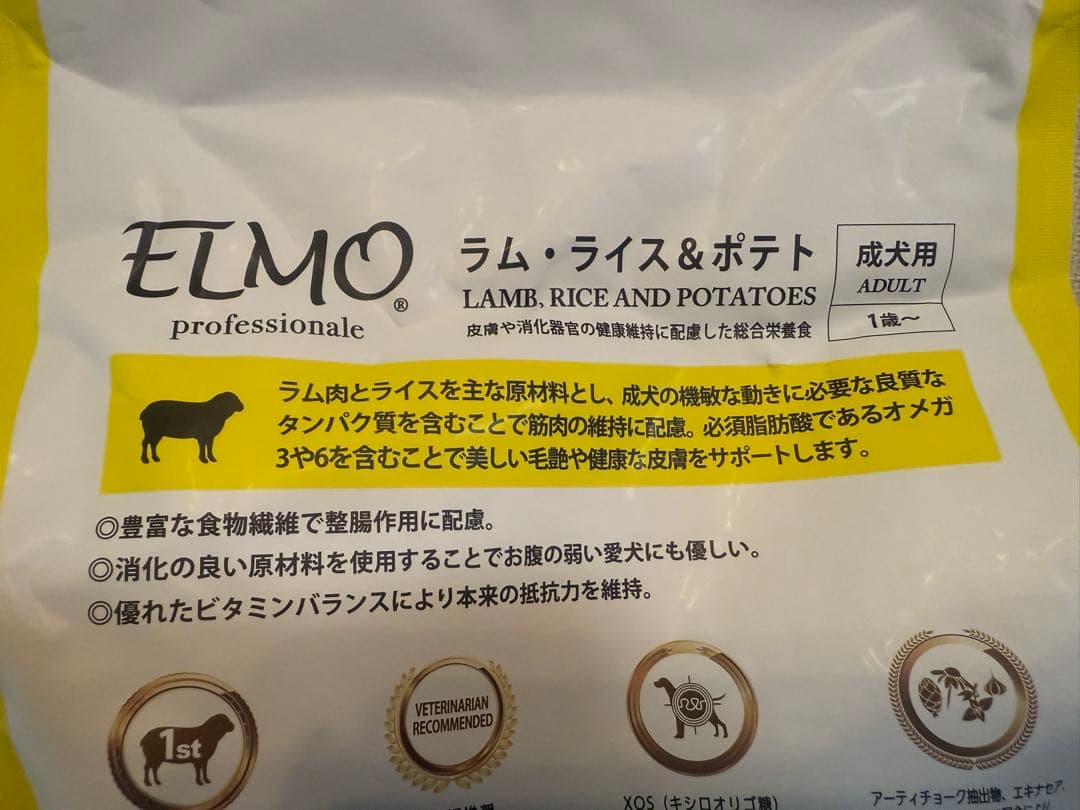 ELMO®
professionale
ラム・ライス＆ポテト
LAMB, RICE AND POTATOES
皮膚や消化器官の健康維持に配慮した総合栄養食
成犬用
ADULT
1歳～
ラム肉とライスを主な原材料とし、成犬の機敏な動きに必要な良質な
タンパク質を含むことで筋肉の維持に配慮。必須脂肪酸であるオメガ
3や6を含むことで美しい毛艶や健康な皮膚をサポートします。
◎豊富な食物繊維で整腸作用に配慮。
◎消化の良い原材料を使用することでお腹の弱い愛犬にも優しい。
◎優れたビタミンバランスにより本来の抵抗力を維持。
1st
VETERINARIAN
RECOMMENDED
XOS（キシロオリゴ糖）
アーティチョーク抽出物、エキナセア、